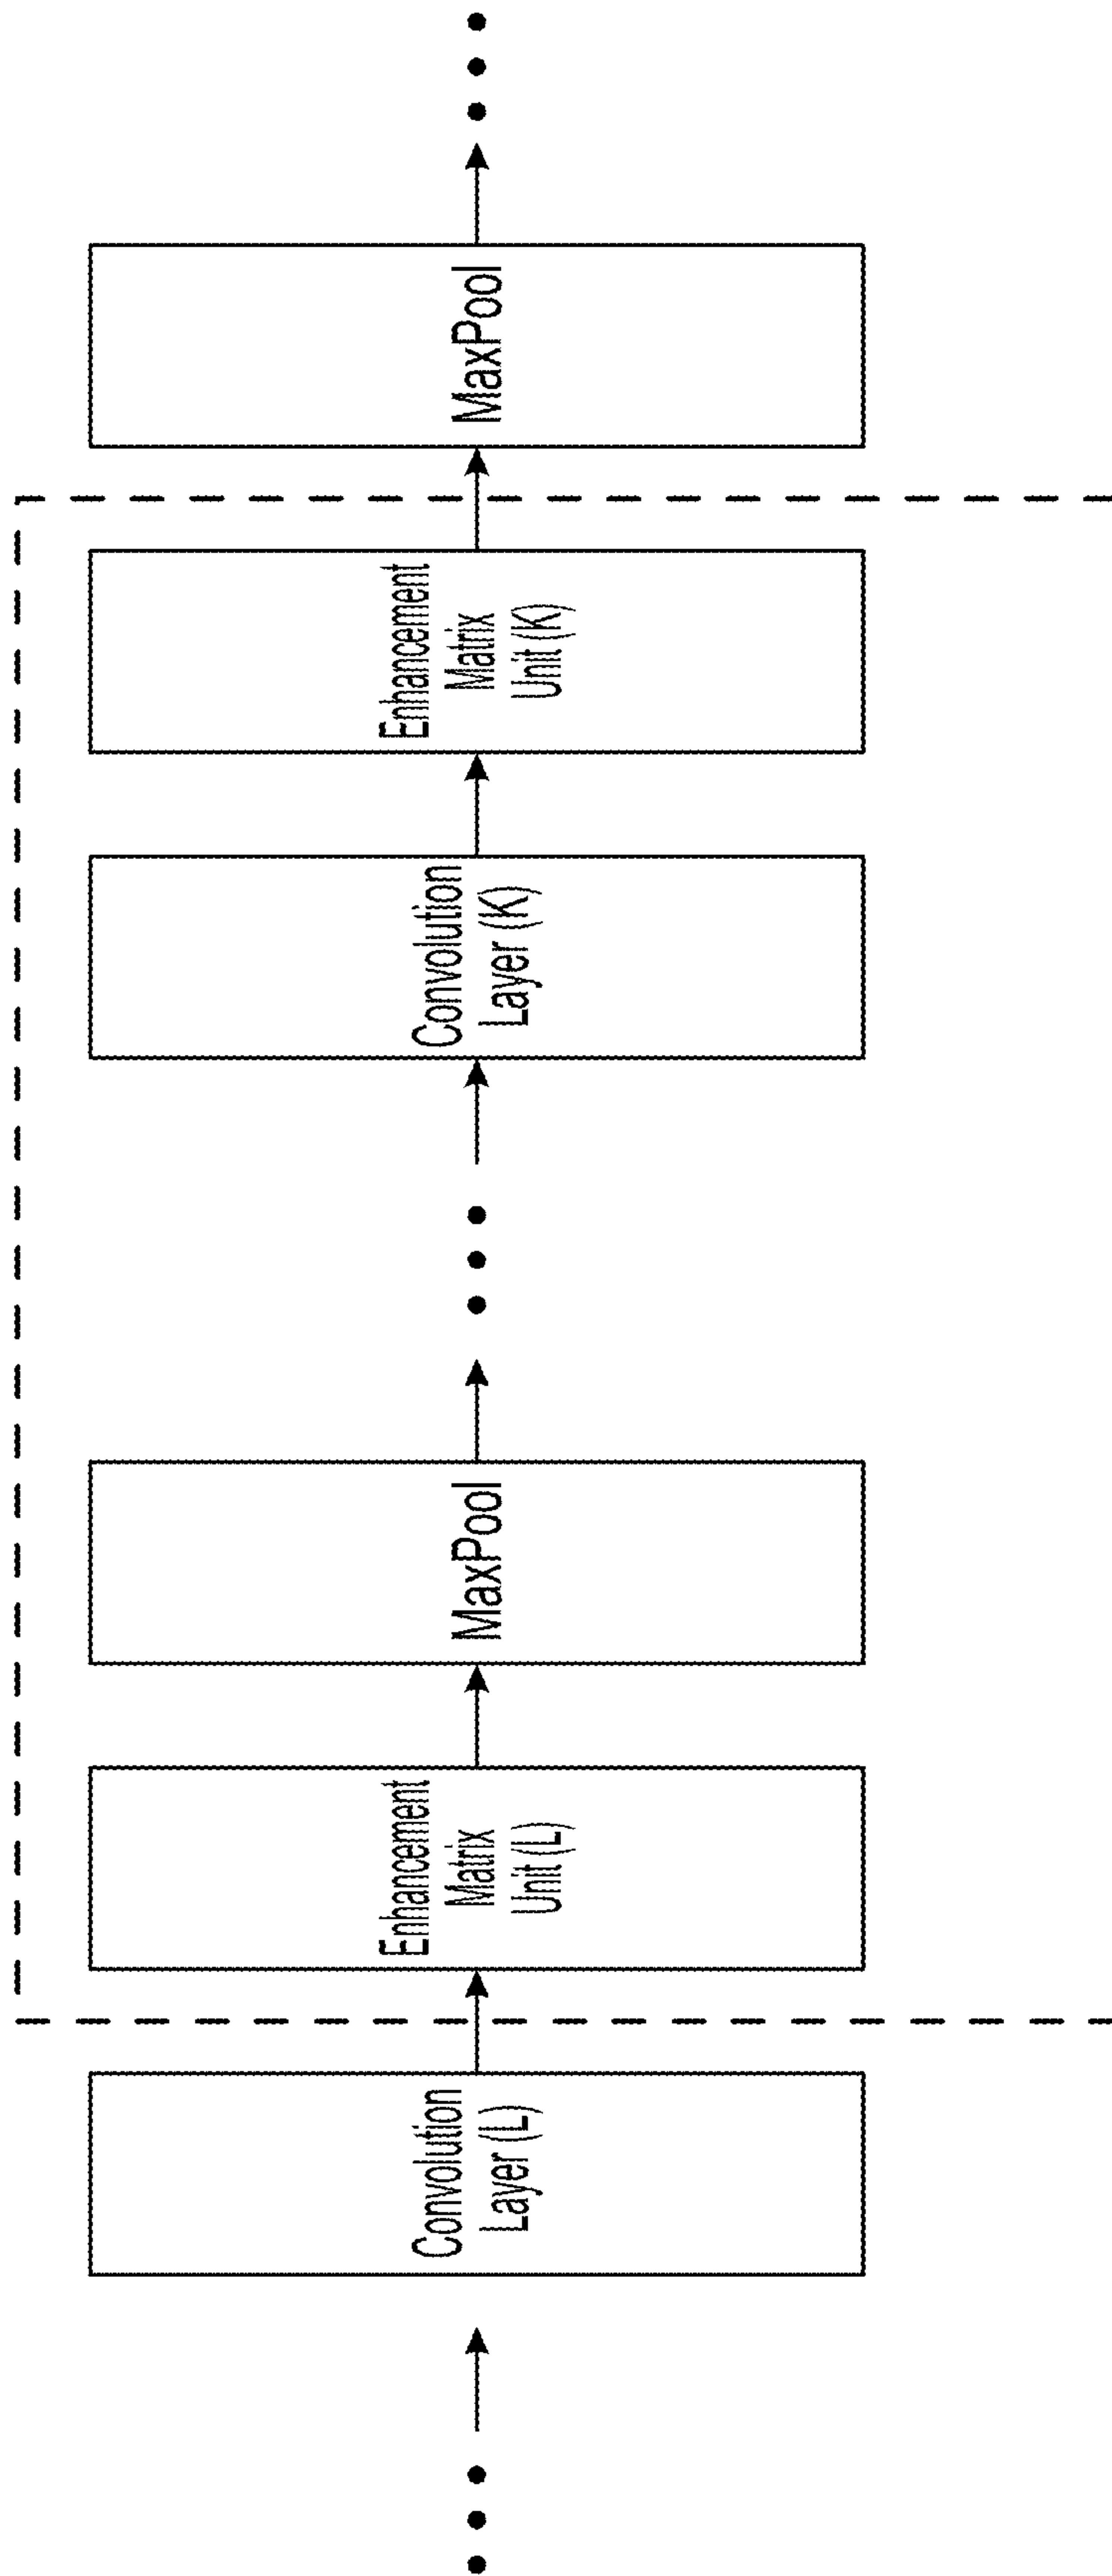 Convolution
Layer (L)
Enhancement
Matrix
Unit (L)
MaxPool
Convolution
Layer (K)
Enhancement
Matrix
Unit (K)
MaxPool